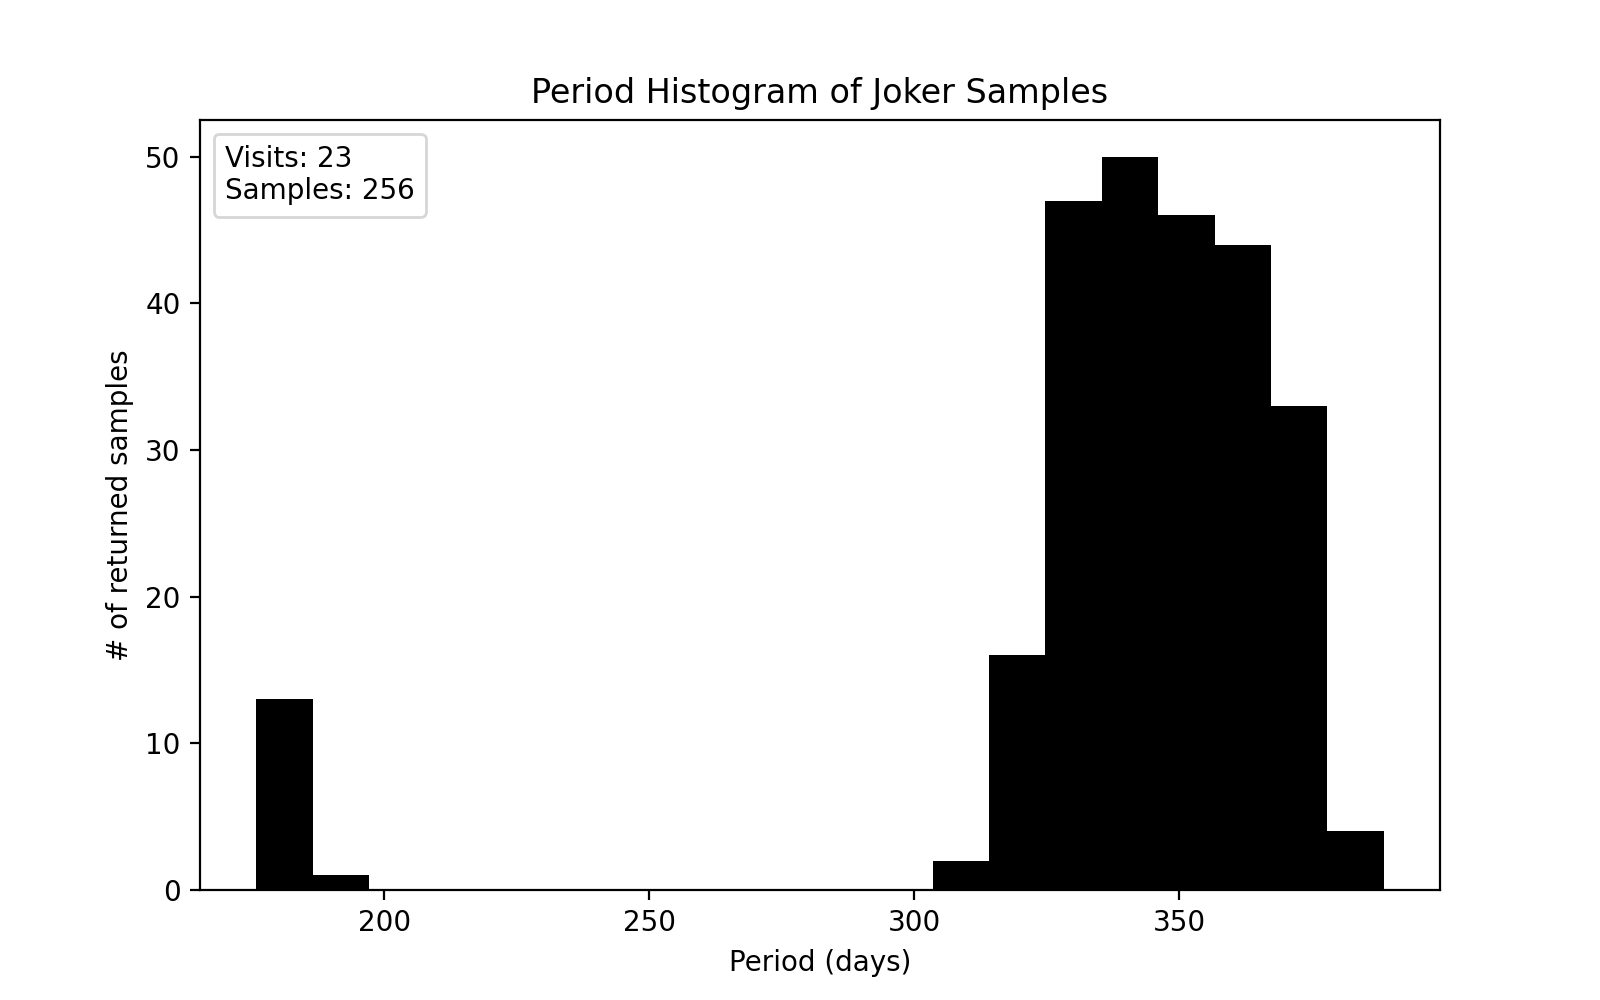 Period Histogram of Joker Samples
Visits: 23
Samples: 256
50
40
30
20
10
0
# of returned samples
200 250 300 350
Period (days)